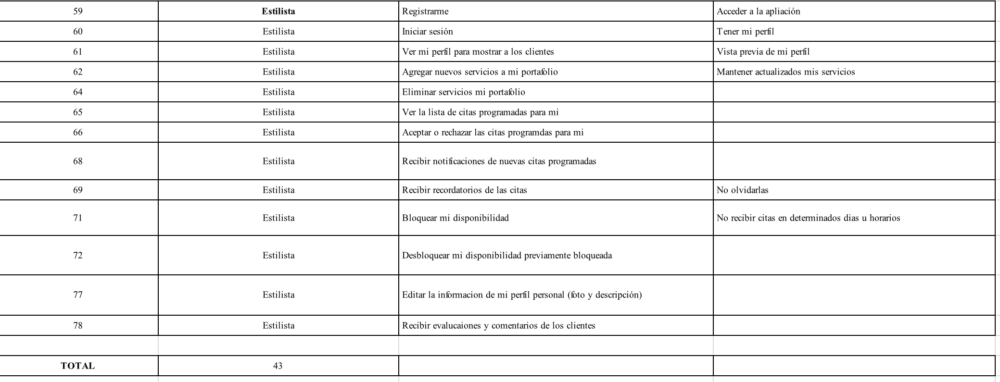 59 Estilista Registrarme Acceder a la apliación
60 Estilista Iniciar sesión Tener mi perfil
61 Estilista Ver mi perfil para mostrar a los clientes Vista previa de mi perfil
62 Estilista Agregar nuevos servicios a mi portafolio Mantener actualizados mis servicios
64 Estilista Eliminar servicios mi portafolio
65 Estilista Ver la lista de citas programadas para mi
66 Estilista Aceptar o rechazar las citas programdas para mi
68 Estilista Recibir notificaciones de nuevas citas programadas
69 Estilista Recibir recordatorios de las citas No olvidarlas
71 Estilista Bloquear mi disponibilidad No recibir citas en determinados dias u horarios
72 Estilista Desbloquear mi disponibilidad previamente bloqueada
77 Estilista Editar la informacion de mi perfil personal (foto y descripción)
78 Estilista Recibir evalucaiones y comentarios de los clientes
TOTAL 43